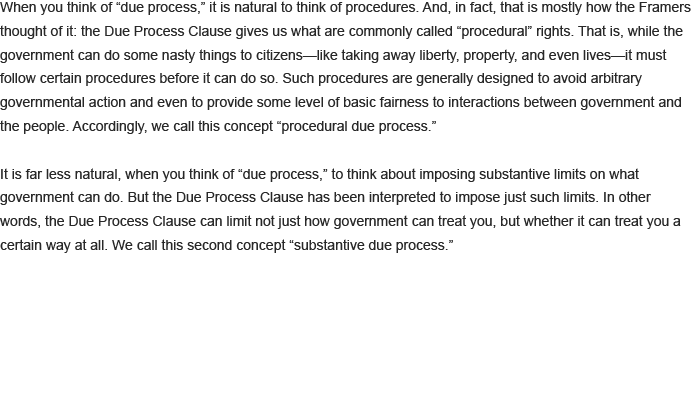 When you think of “due process,” it is natural to think of procedures. And, in fact, that is mostly how the Framers
thought of it: the Due Process Clause gives us what are commonly called “procedural” rights. That is, while the
government can do some nasty things to citizens—like taking away liberty, property, and even lives—it must
follow certain procedures before it can do so. Such procedures are generally designed to avoid arbitrary
governmental action and even to provide some level of basic fairness to interactions between government and
the people. Accordingly, we call this concept “procedural due process.”
It is far less natural, when you think of “due process,” to think about imposing substantive limits on what
government can do. But the Due Process Clause has been interpreted to impose just such limits. In other
words, the Due Process Clause can limit not just how government can treat you, but whether it can treat you a
certain way at all. We call this second concept “substantive due process.”